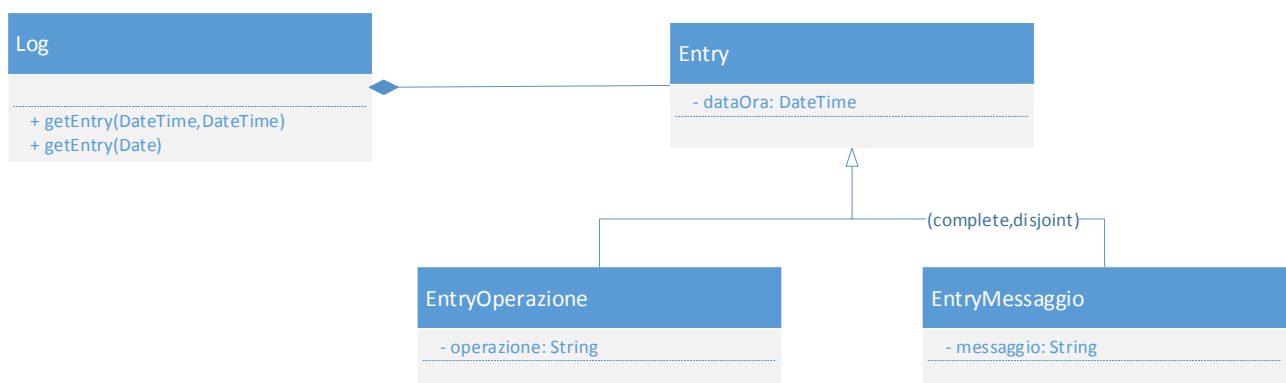 Log
+ getEntry(DateTime,DateTime)
+ getEntry(Date)
Entry
- dataOra: DateTime
(complete,disjoint)
EntryOperazione
- operazione: String
EntryMessaggio
- messaggio: String